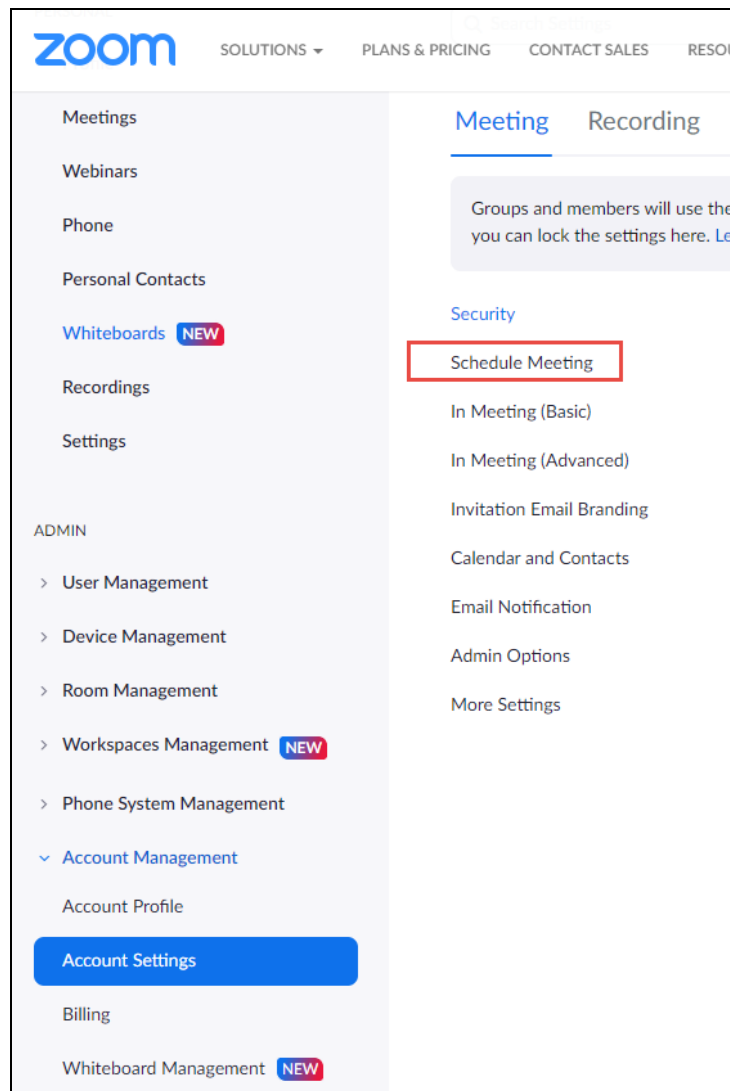 Search Settings
zoom SOLUTIONS PLANS & PRICING CONTACT SALES
Meetings
Webinars
Phone
Personal Contacts
Whiteboards NEW
Recordings
Settings
ADMIN
User Management
Device Management
Room Management
Workspaces Management NEW
Phone System Management
Account Management
Account Profile
Account Settings
Billing
Whiteboard Management NEW
Meeting Recording
Groups and members will use the
you can lock the settings here.
Security
Schedule Meeting
In Meeting (Basic)
In Meeting (Advanced)
Invitation Email Branding
Calendar and Contacts
Email Notification
Admin Options
More Settings